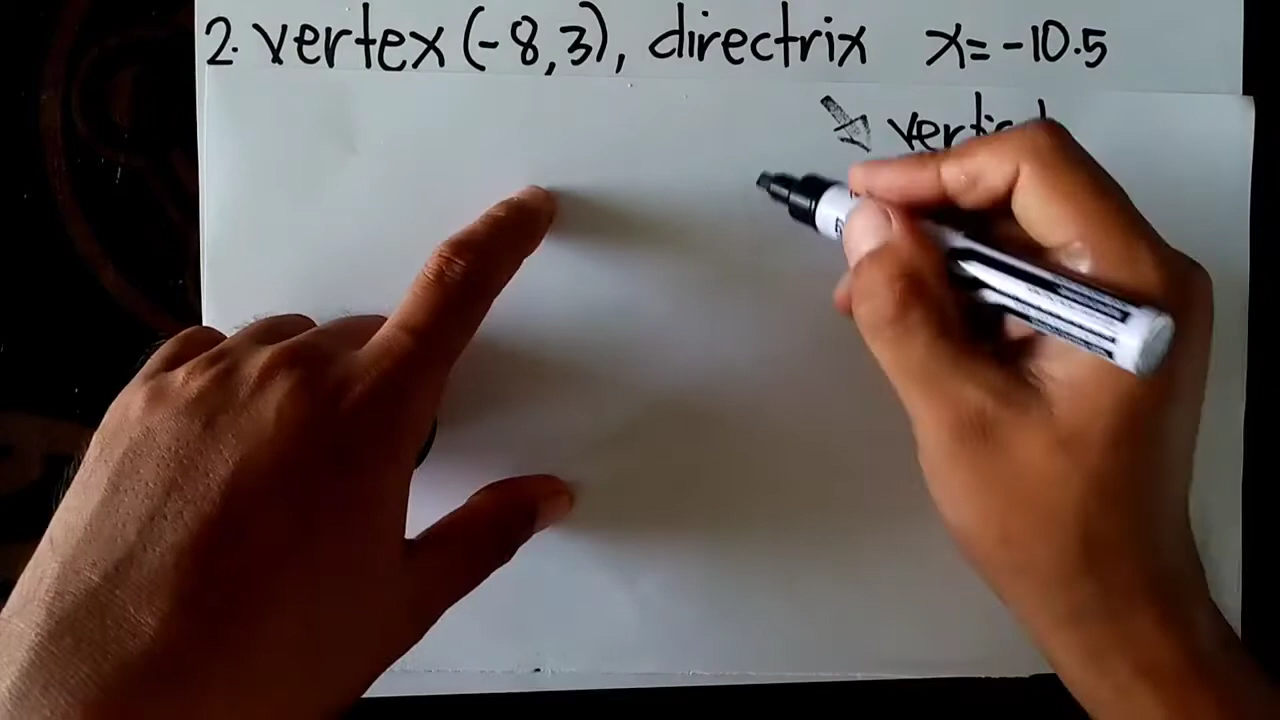 2. vertex (-8,3), directrix x= -10.5